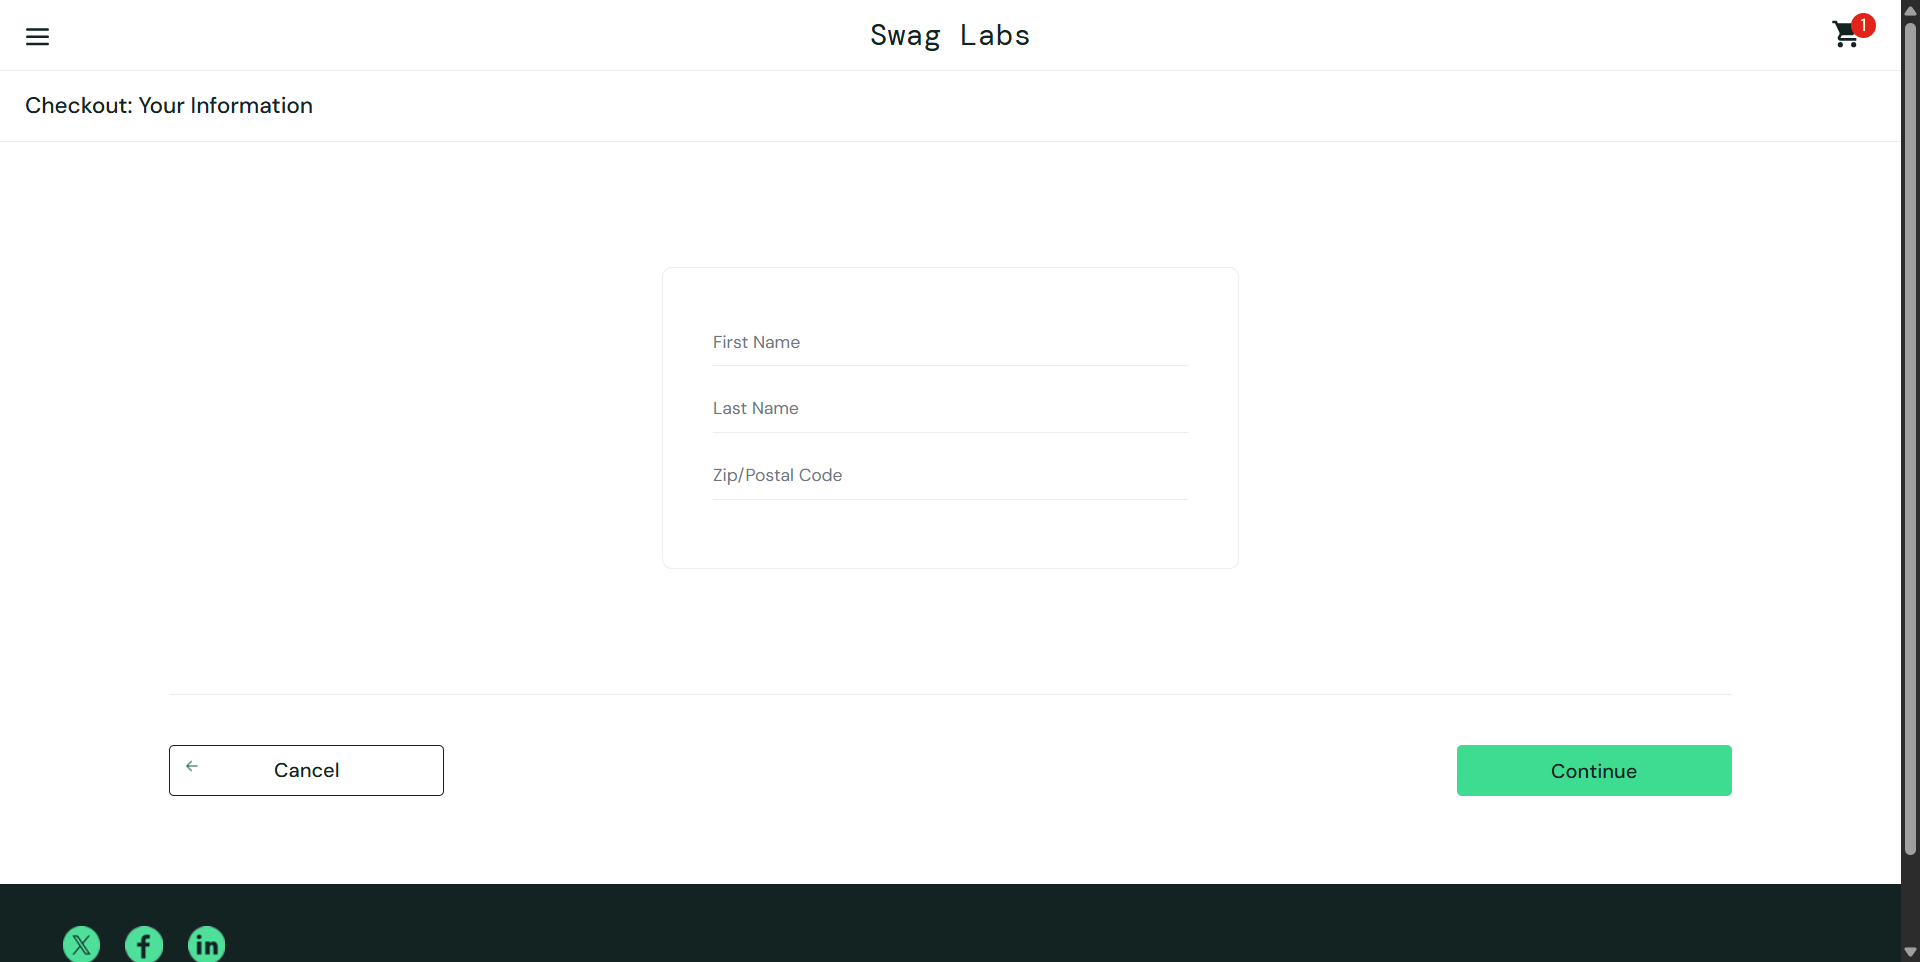 Swag Labs
1
Checkout: Your Information
First Name
Last Name
Zip/Postal Code
Cancel
Continue